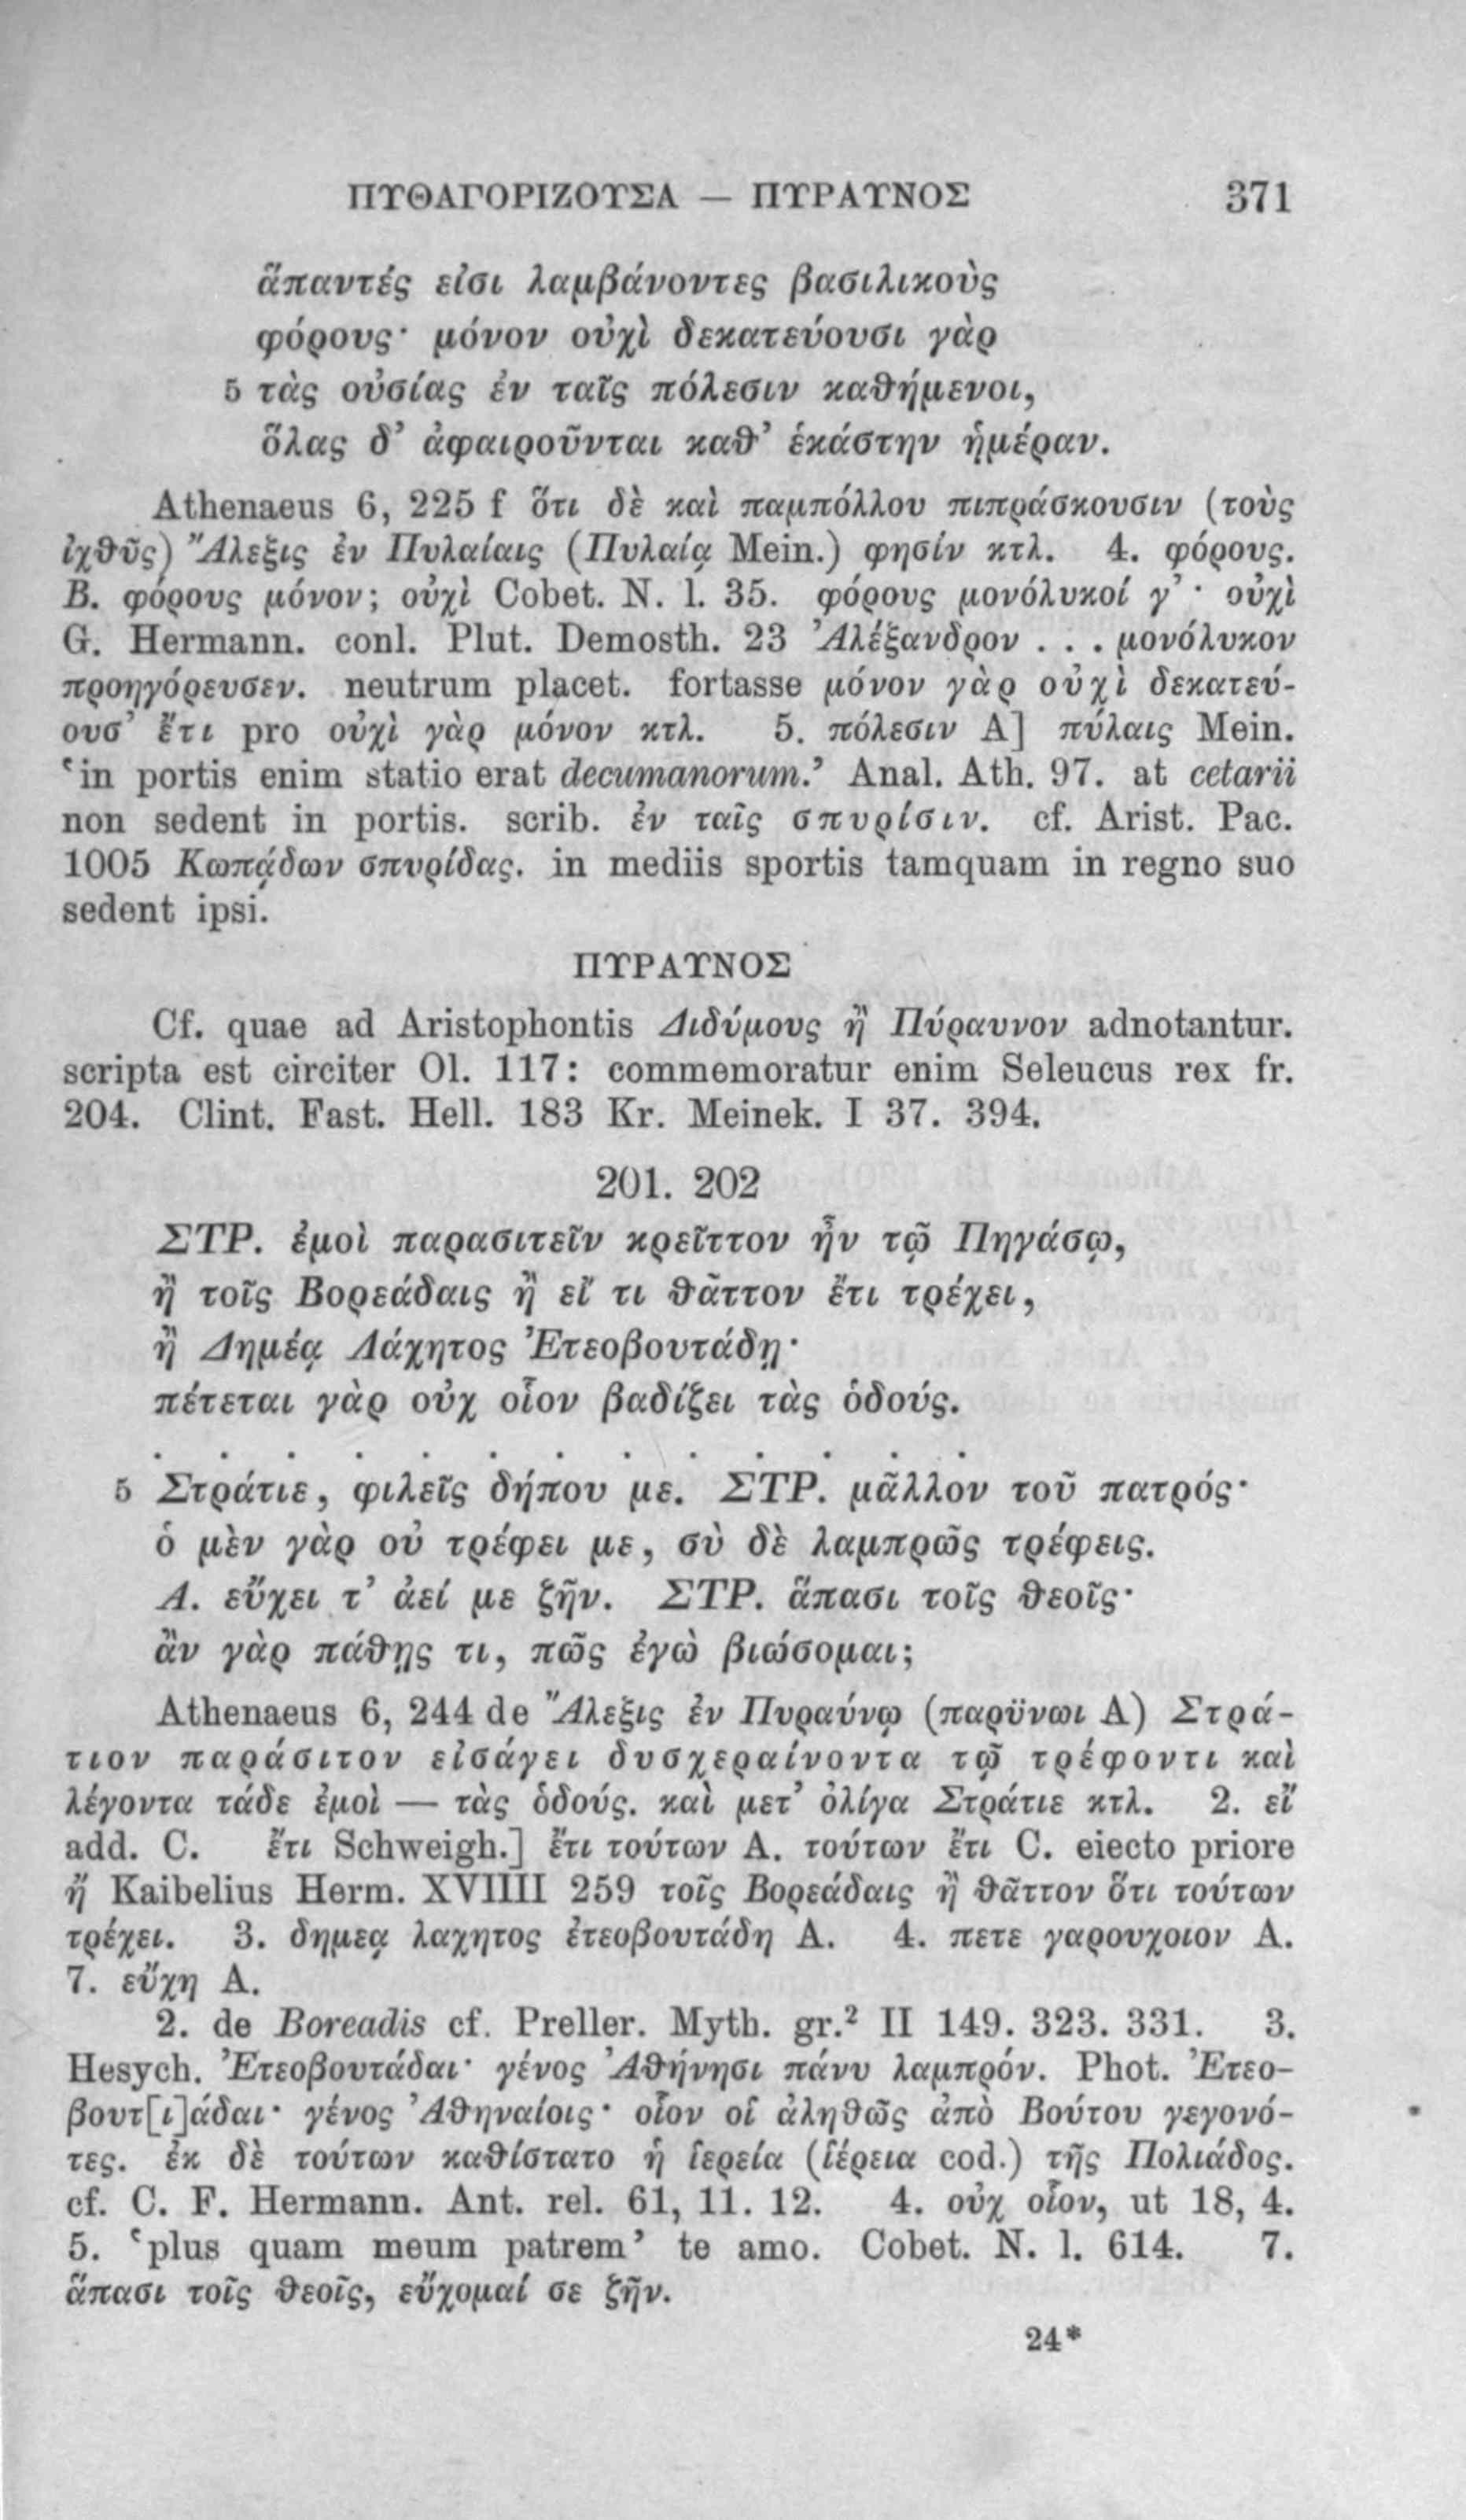 ΠΥΘΑΓΟΡΙΖΟΥΣΑ — ΠΥΡΑΥΝΟΣ 371
ἅπαντές εἰσι λαμβάνοντες βασιλικοὺς
φόρους· μόνον οὐχὶ δεκατεύουσι γὰρ
5 τὰς οὐσίας ἐν ταῖς πόλεσιν καθήμενοι,
ὅλας δ’ ἀφαιροῦνται καθ’ ἑκάστην ἡμέραν.
Athenaeus 6, 225 f ὅτι δὲ καὶ παμπόλλου πιπράσκουσιν (τοὺς
ἰχθῦς) Ἄλεξις ἐν Πυλαίαις (Πυλαίᾳ Mein.) φησίν κτλ. 4. φόρους.
B. φόρους μόνον; οὐχὶ Cobet. N. l. 35. φόρους μονόλυκοί γ’· οὐχὶ
G. Hermann. conl. Plut. Demosth. 23 Ἀλέξανδρον . . . μονόλυκον
προηγόρευσεν. neutrum placet. fortasse μόνον γὰρ οὐχὶ δεκατεύ-
ουσ’ ἔτι pro οὐχὶ γὰρ μόνον κτλ. 5. πόλεσιν A] πύλαις Mein.
‘in portis enim statio erat decumanorum.’ Anal. Ath. 97. at cetarii
non sedent in portis. scrib. ἐν ταῖς σπυρίσιν. cf. Arist. Pac.
1005 Κωπᾴδων σπυρίδας. in mediis sportis tamquam in regno suo
sedent ipsi.
ΠΥΡΑΥΝΟΣ
Cf. quae ad Aristophontis Διδύμους ἢ Πύραυνον adnotantur.
scripta est circiter Ol. 117: commemoratur enim Seleucus rex fr.
204. Clint. Fast. Hell. 183 Kr. Meinek. I 37. 394.
201. 202
ΣΤΡ. ἐμοὶ παρασιτεῖν κρεῖττον ἦν τῷ Πηγάσῳ,
ἢ τοῖς Βορεάδαις ἢ εἴ τι θᾶττον ἔτι τρέχει,
ἢ Δημέᾳ Λάχητος Ἐτεοβουτάδῃ·
πέτεται γὰρ οὐχ οἷον βαδίζει τὰς ὁδούς.
. . . . . . . . . . . . .
5 Στράτιε, φιλεῖς δήπου με. ΣΤΡ. μᾶλλον τοῦ πατρός·
ὁ μὲν γὰρ οὐ τρέφει με, σὺ δὲ λαμπρῶς τρέφεις.
Α. εὔχει τ’ ἀεί με ζῆν. ΣΤΡ. ἅπασι τοῖς θεοῖς·
ἂν γὰρ πάθῃς τι, πῶς ἐγὼ βιώσομαι;
Athenaeus 6, 244 de Ἄλεξις ἐν Πυραύνῳ (παρϋνωι A) Στρά-
τιον παράσιτον εἰσάγει δυσχεραίνοντα τῷ τρέφοντι καὶ
λέγοντα τάδε ἐμοὶ — τὰς ὁδούς. καὶ μετ’ ὀλίγα Στράτιε κτλ. 2. εἴ
add. C. ἔτι Schweigh.] ἔτι τούτων A. τούτων ἔτι C. eiecto priore
ἤ Kaibelius Herm. XVIIII 259 τοῖς Βορεάδαις ἢ θᾶττον ὅτι τούτων
τρέχει. 3. δημεᾳ λαχητος ἐτεοβουτάδη A. 4. πετε γαρουχοιον A.
7. εὔχη A.
2. de Boreadis cf. Preller. Myth. gr.² II 149. 323. 331. 3.
Hesych. Ἐτεοβουτάδαι· γένος Ἀθήνησι πάνυ λαμπρόν. Phot. Ἐτεο-
βουτ[ι]άδαι· γένος Ἀθηναίοις· οἷον οἱ ἀληθῶς ἀπὸ Βούτου γεγονό-
τες. ἐκ δὲ τούτων καθίστατο ἡ ἱερεία (ἱέρεια cod.) τῆς Πολιάδος.
cf. C. F. Hermann. Ant. rel. 61, 11. 12. 4. οὐχ οἷον, ut 18, 4.
5. ‘plus quam meum patrem’ te amo. Cobet. N. l. 614. 7.
ἅπασι τοῖς θεοῖς, εὔχομαί σε ζῆν.
24*